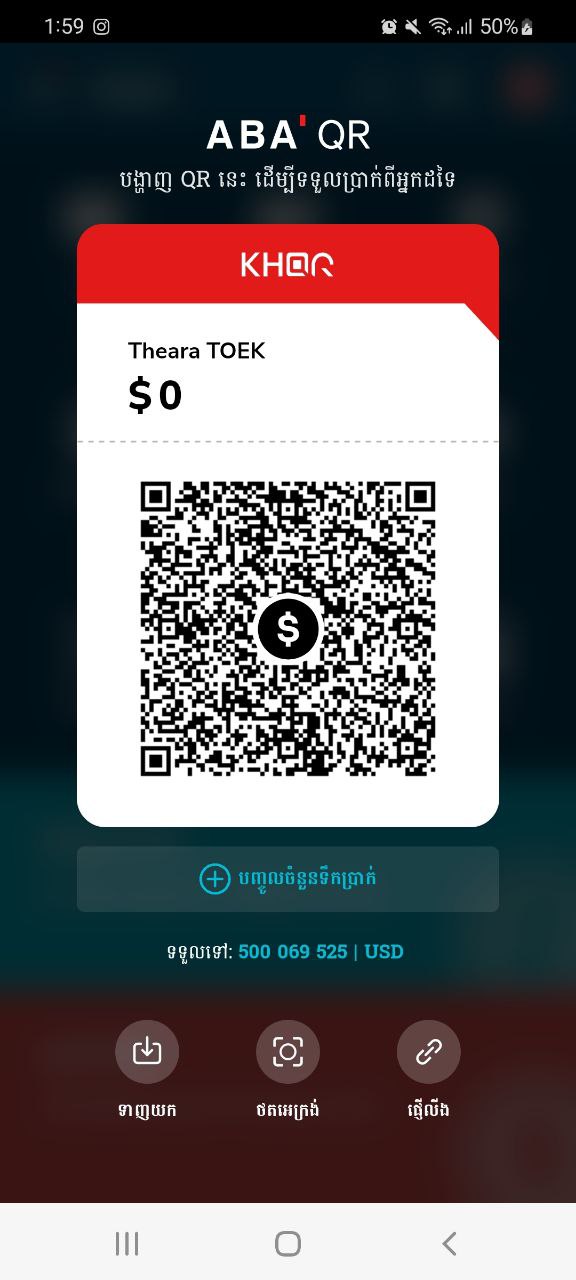 1:59
50%
ABA' QR
បង្ហាញ QR នេះ ដើម្បីទទួលប្រាក់ពីអ្នកដទៃ
KHQR
Theara TOEK
$ 0
$
បញ្ចូលចំនួនទឹកប្រាក់
ទទួលទៅ: 500 069 525 | USD
ទាញយក
ថតអេក្រង់
ផ្ញើលីង